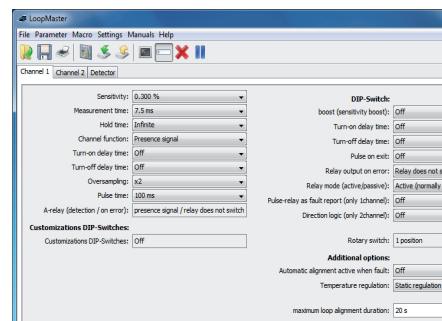 LoopMaster
File Parameter Macro Settings Manuals Help
Channel 1 Channel 2 Detector
Sensitivity: 0.300 %
Measurement time: 7.5 ms
Hold time: Infinite
Channel function: Presence signal
Turn-on delay time: Off
Turn-off delay time: Off
Oversampling: x2
Pulse time: 100 ms
A-relay (detection / on error): presence signal / relay does not switch
Customizations DIP-Switches:
Customizations DIP-Switches: Off
DIP-Switch:
boost (sensitivity boost): Off
Turn-on delay time: Off
Turn-off delay time: Off
Pulse on exit: Off
Relay output on error: Relay does not s
Relay mode (active/passive): Active (normally
Pulse-relay as fault report (only 1channel): Off
Direction logic (only 2channel): Off
Rotary switch: 1 position
Additional options:
Automatic alignment active when fault: Off
Temperature regulation: Static regulation
maximum loop alignment duration: 20 s